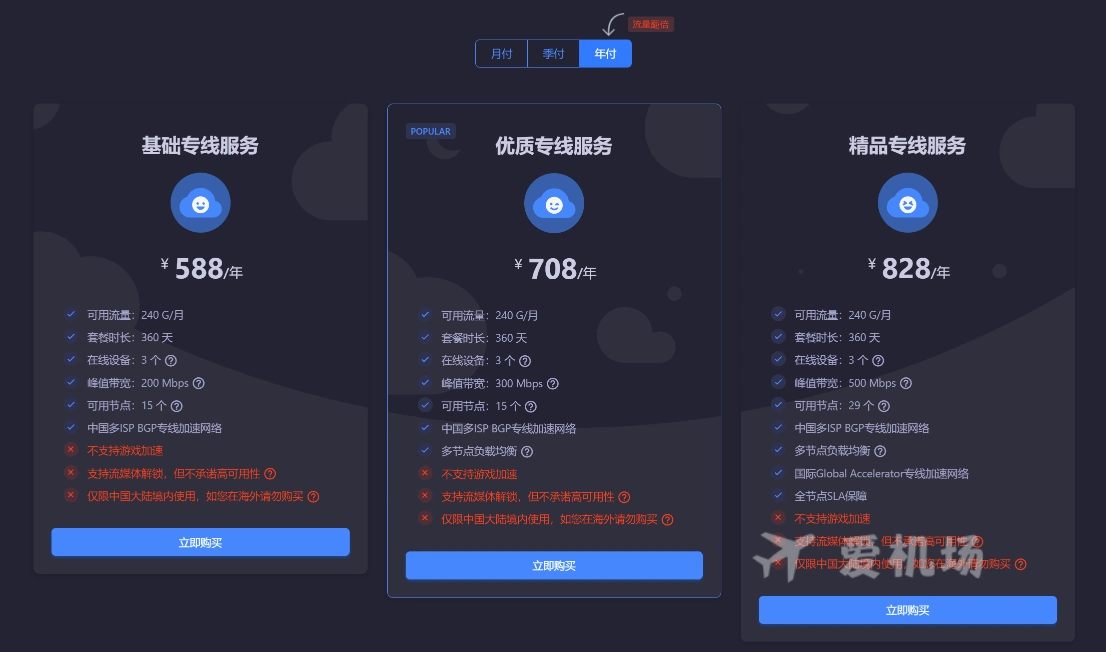 流量翻倍
月付 季付 年付
基础专线服务
¥ 588/年
可用流量：240 G/月
套餐时长：360 天
在线设备：3 个 ?
峰值带宽：200 Mbps ?
可用节点：15 个 ?
中国多ISP BGP专线加速网络
不支持游戏加速
支持流媒体解锁，但不承诺高可用性 ?
仅限中国大陆境内使用，如您在海外请勿购买 ?
立即购买
POPULAR
优质专线服务
¥ 708/年
可用流量：240 G/月
套餐时长：360 天
在线设备：3 个 ?
峰值带宽：300 Mbps ?
可用节点：15 个 ?
中国多ISP BGP专线加速网络
多节点负载均衡 ?
不支持游戏加速
支持流媒体解锁，但不承诺高可用性 ?
仅限中国大陆境内使用，如您在海外请勿购买 ?
立即购买
精品专线服务
¥ 828/年
可用流量：240 G/月
套餐时长：360 天
在线设备：3 个 ?
峰值带宽：500 Mbps ?
可用节点：29 个 ?
中国多ISP BGP专线加速网络
多节点负载均衡 ?
国际Global Accelerator专线加速网络
全节点SLA保障
不支持游戏加速
支持流媒体解锁，但不承诺高可用性 ?
仅限中国大陆境内使用，如您在海外请勿购买 ?
爱机场
立即购买